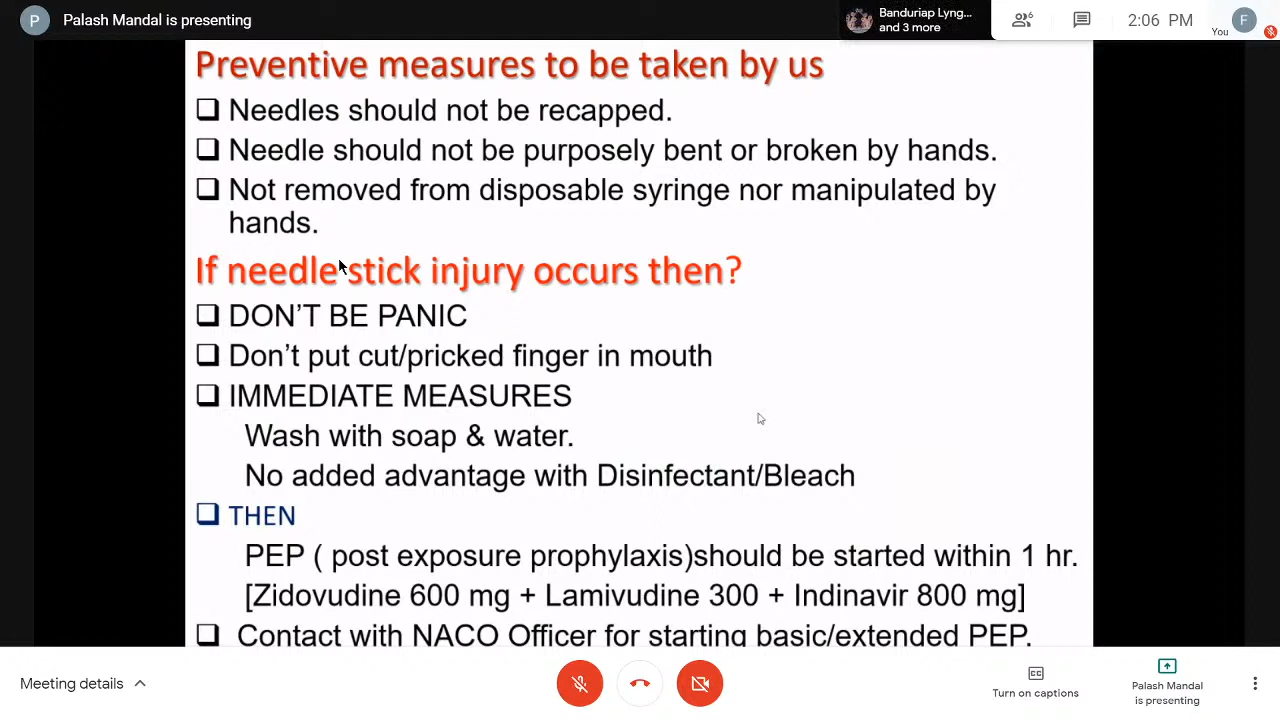 P Palash Mandal is presenting
Banduriap Lyng...
and 3 more
6
2:06 PM
You
F
Preventive measures to be taken by us
Needles should not be recapped.
Needle should not be purposely bent or broken by hands.
Not removed from disposable syringe nor manipulated by
hands.
If needle stick injury occurs then?
DON'T BE PANIC
Don't put cut/pricked finger in mouth
IMMEDIATE MEASURES
Wash with soap & water.
No added advantage with Disinfectant/Bleach
THEN
PEP ( post exposure prophylaxis)should be started within 1 hr.
[Zidovudine 600 mg + Lamivudine 300 + Indinavir 800 mg]
Contact with NACO Officer for starting basic/extended PEP.
Meeting details
CC
Turn on captions
Palash Mandal
is presenting